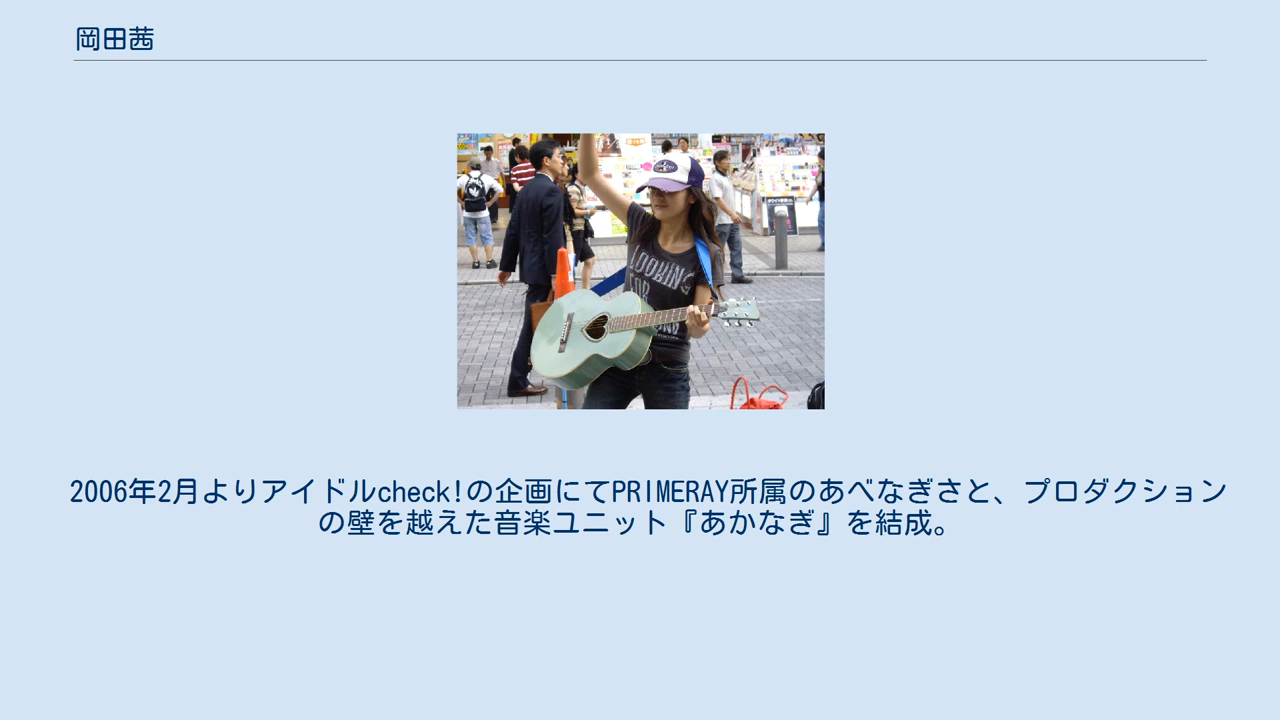 岡田茜
LOOKING
FOR
2006年2月よりアイドルcheck!の企画にてPRIMERAY所属のあべなぎさと、プロダクション
の壁を越えた音楽ユニット『あかなぎ』を結成。